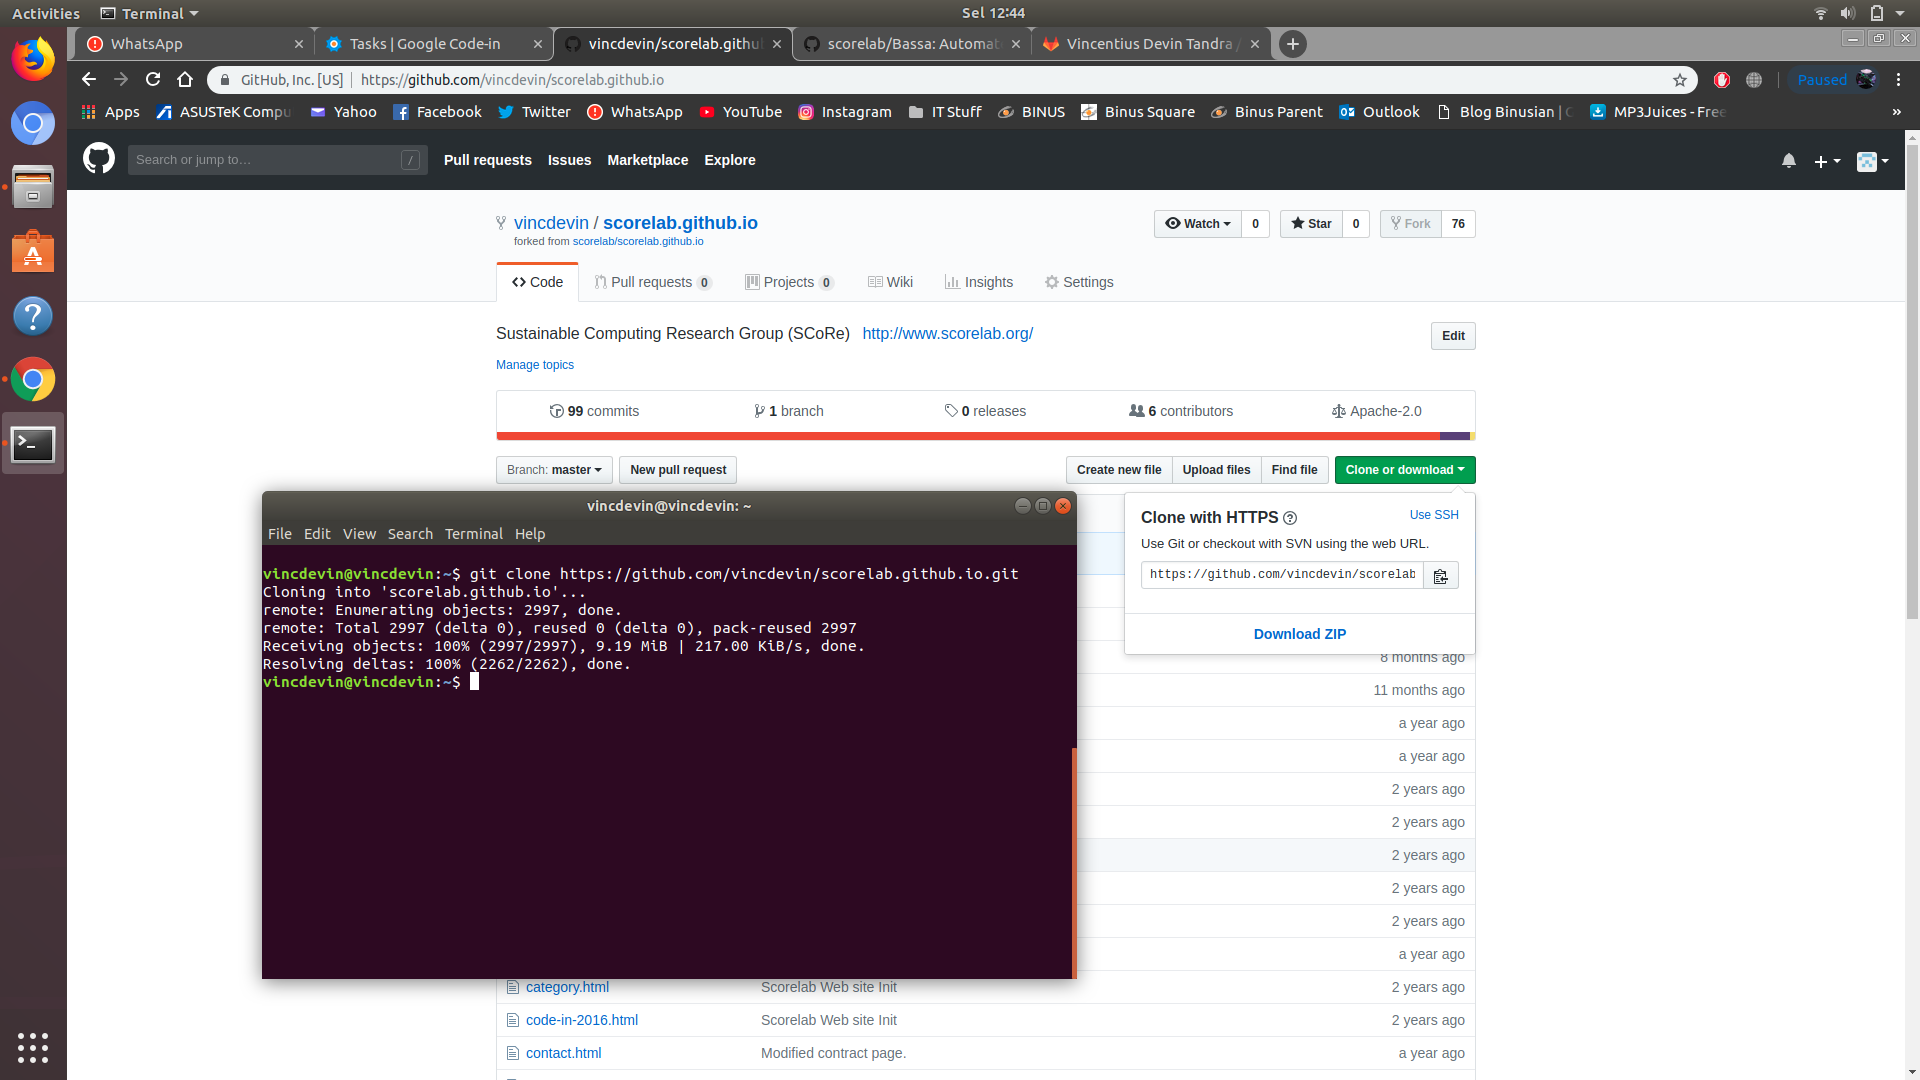 Activities Terminal Sel 12:44
WhatsApp Tasks | Google Code-in vincdevin/scorelab.githu scorelab/Bassa: Automat Vincentius Devin Tandra /
GitHub, Inc. [US] https://github.com/vincdevin/scorelab.github.io Paused
Apps ASUSTeK Compu Yahoo Facebook Twitter WhatsApp YouTube Instagram IT Stuff BINUS Binus Square Binus Parent Outlook Blog Binusian | MP3Juices - Free »
Search or jump to… / Pull requests Issues Marketplace Explore
vincdevin / scorelab.github.io Watch 0 Star 0 Fork 76
forked from scorelab/scorelab.github.io
Code Pull requests 0 Projects 0 Wiki Insights Settings
Sustainable Computing Research Group (SCoRe) http://www.scorelab.org/ Edit
Manage topics
99 commits 1 branch 0 releases 6 contributors Apache-2.0
Branch: master New pull request Create new file Upload files Find file Clone or download
Clone with HTTPS Use SSH
Use Git or checkout with SVN using the web URL.
https://github.com/vincdevin/scorelab
Download ZIP
vincdevin@vincdevin: ~
File Edit View Search Terminal Help
vincdevin@vincdevin:~$ git clone https://github.com/vincdevin/scorelab.github.io.git
Cloning into 'scorelab.github.io'...
remote: Enumerating objects: 2997, done.
remote: Total 2997 (delta 0), reused 0 (delta 0), pack-reused 2997
Receiving objects: 100% (2997/2997), 9.19 MiB | 217.00 KiB/s, done.
Resolving deltas: 100% (2262/2262), done.
vincdevin@vincdevin:~$
8 months ago
11 months ago
a year ago
a year ago
2 years ago
2 years ago
2 years ago
2 years ago
2 years ago
a year ago
category.html Scorelab Web site Init 2 years ago
code-in-2016.html Scorelab Web site Init 2 years ago
contact.html Modified contract page. a year ago